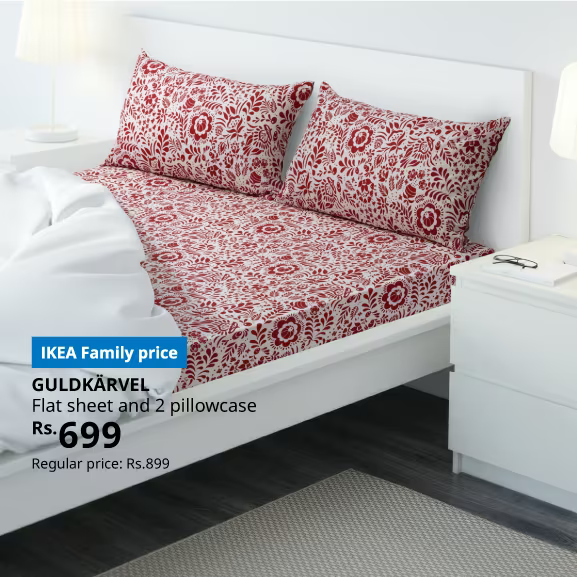 IKEA Family price
GULDKÄRVEL
Flat sheet and 2 pillowcase
Rs.699
Regular price: Rs.899